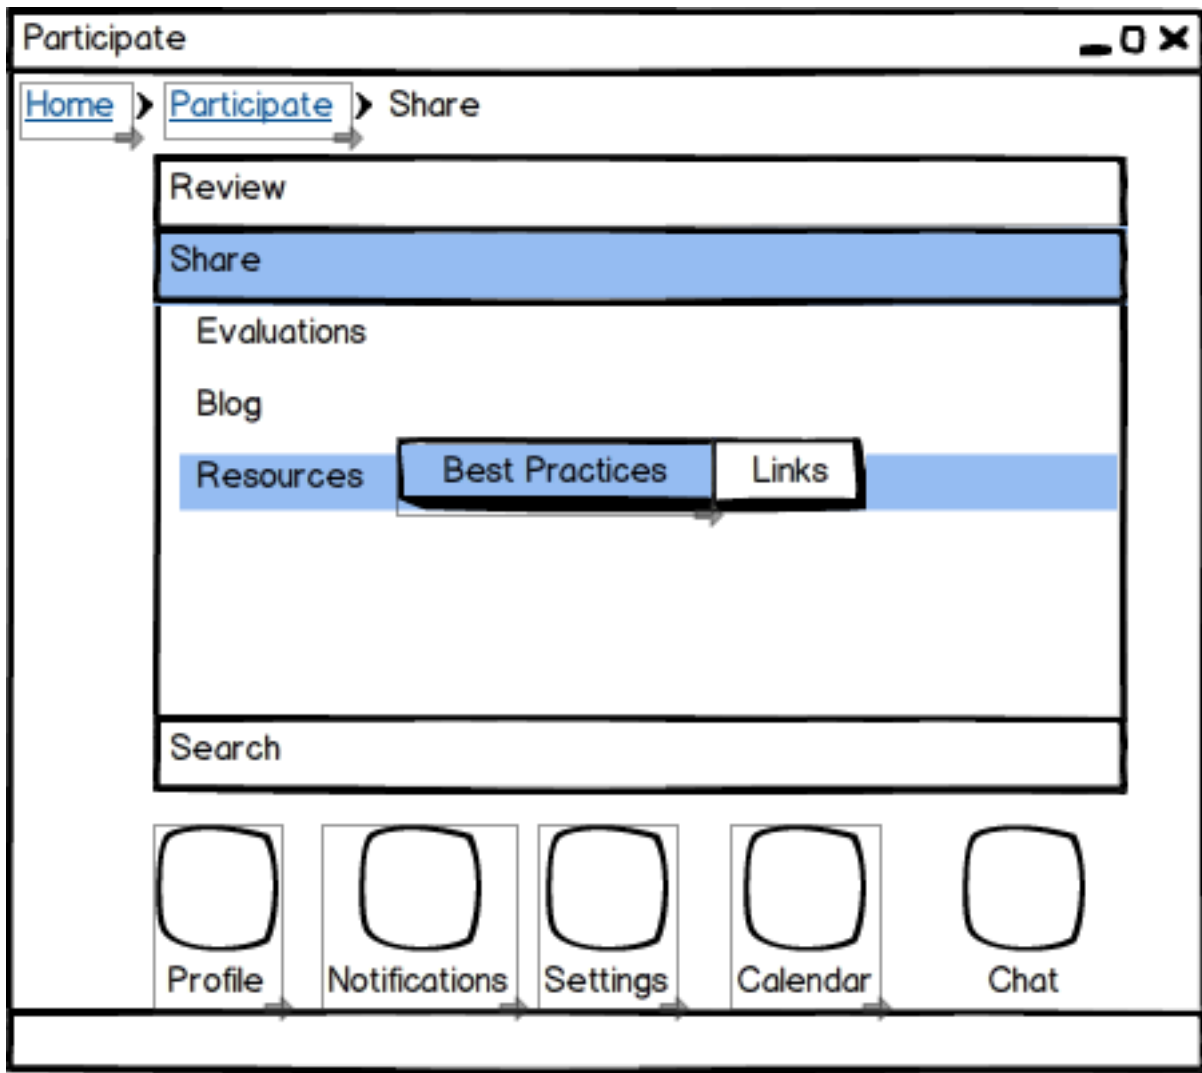 Participate
Home Participate Share
Review
Share
Evaluations
Blog
Resources Best Practices Links
Search
Profile Notifications Settings Calendar Chat